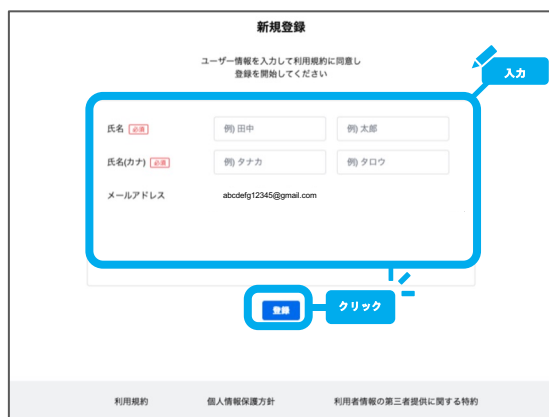 新規登録
ユーザー情報を入力して利用規約に同意し
登録を開始してください
入力
氏名 必須 例) 田中 例) 太郎
氏名(カナ) 必須 例) タナカ 例) タロウ
メールアドレス abcdefg12345@gmail.com
登録 クリック
利用規約 個人情報保護方針 利用者情報の第三者提供に関する特約